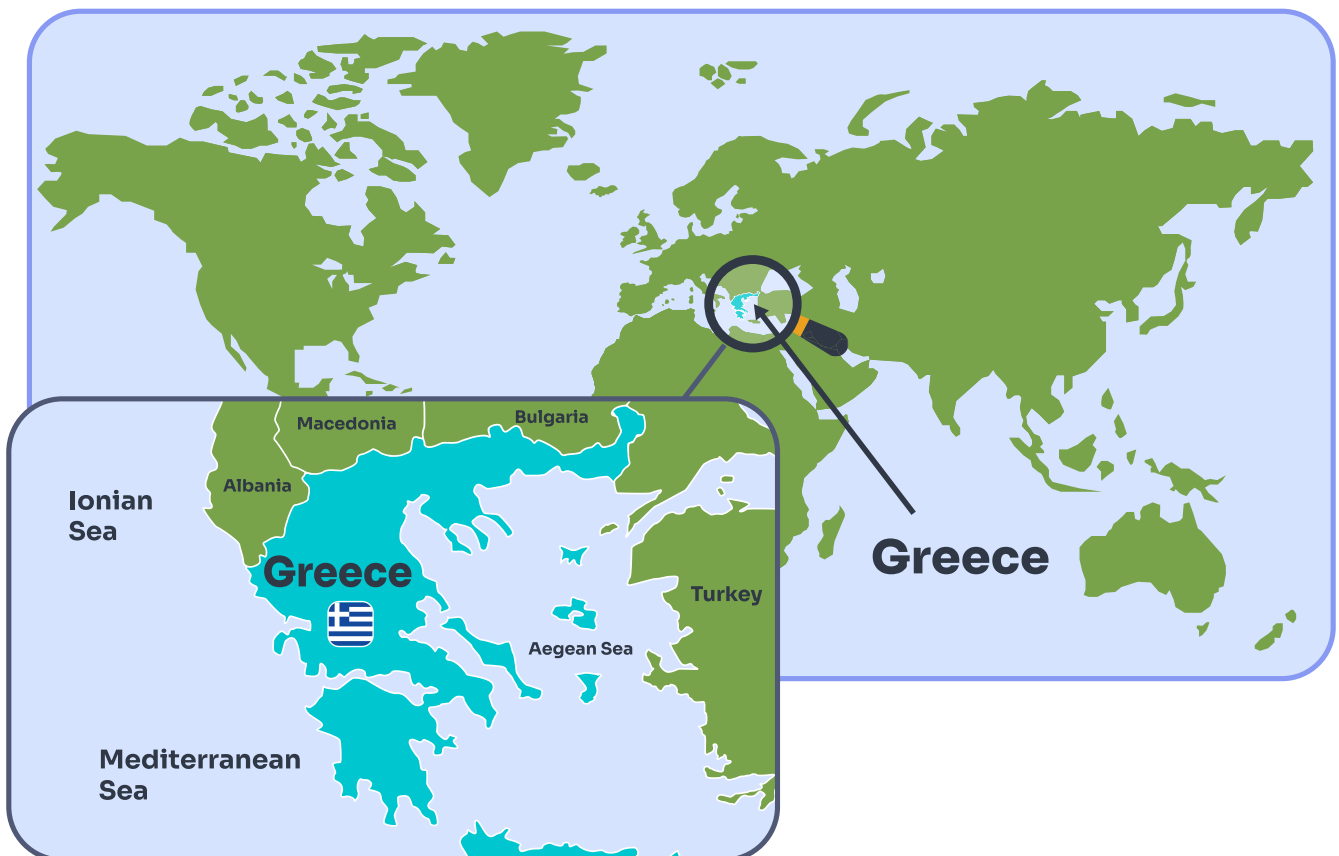 Macedonia
Bulgaria
Albania
Ionian
Sea
Greece
Greece
Turkey
Aegean Sea
Mediterranean
Sea